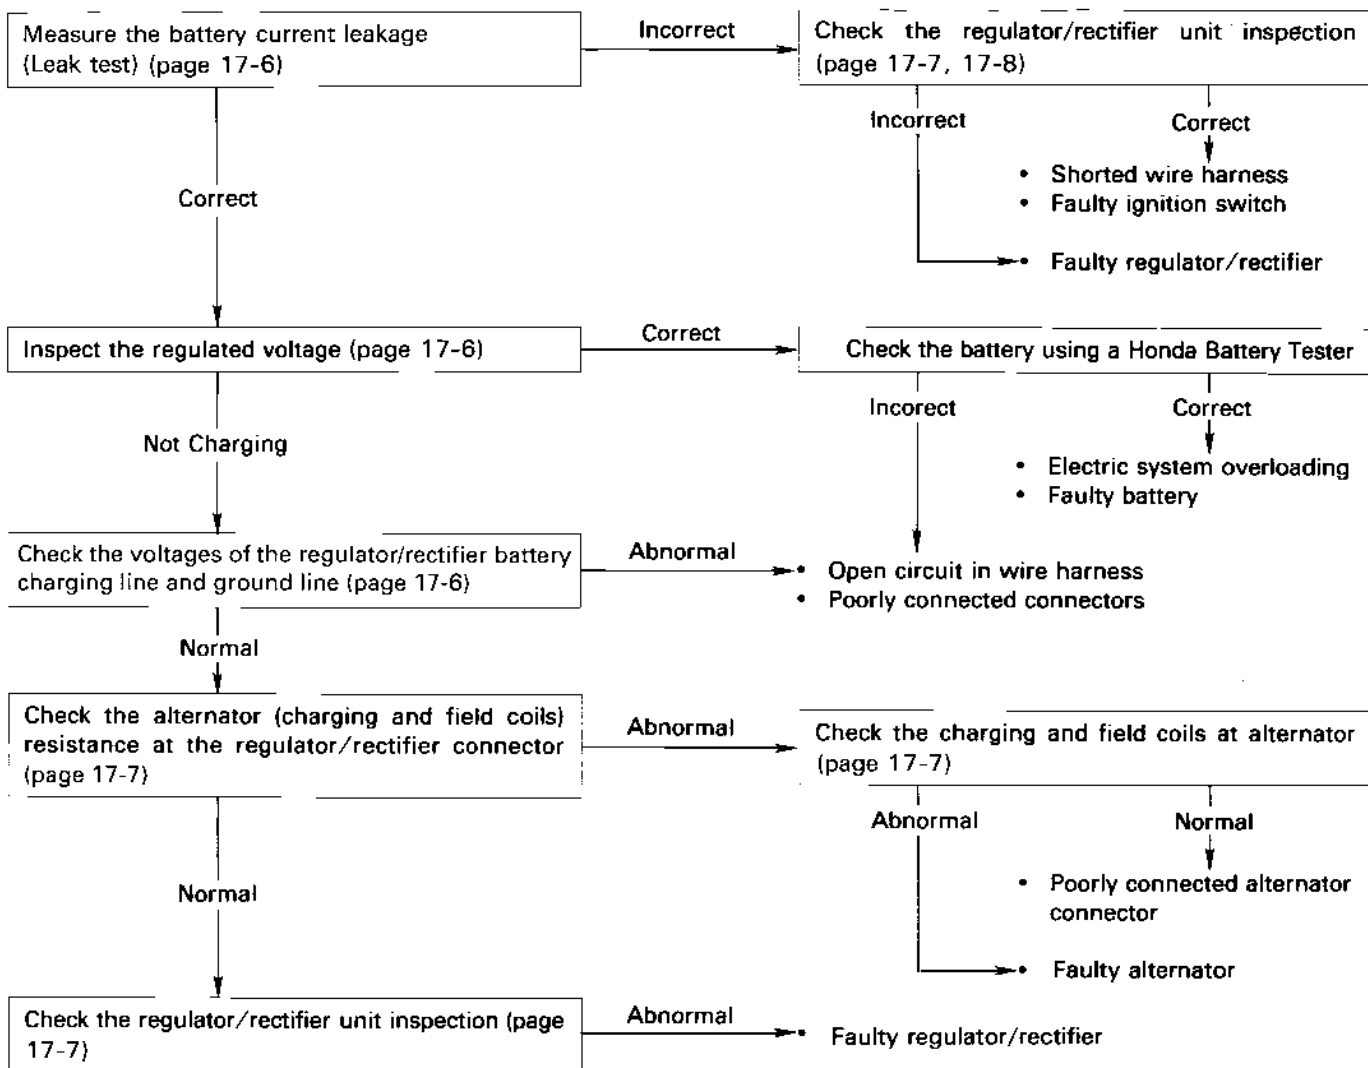 Measure the battery current leakage
(Leak test) (page 17-6)
Incorrect
Check the regulator/rectifier unit inspection
(page 17-7, 17-8)
Incorrect
Correct
• Shorted wire harness
• Faulty ignition switch
• Faulty regulator/rectifier
Correct
Inspect the regulated voltage (page 17-6)
Correct
Check the battery using a Honda Battery Tester
Incorect
Correct
• Electric system overloading
• Faulty battery
Not Charging
Check the voltages of the regulator/rectifier battery
charging line and ground line (page 17-6)
Abnormal
• Open circuit in wire harness
• Poorly connected connectors
Normal
Check the alternator (charging and field coils)
resistance at the regulator/rectifier connector
(page 17-7)
Abnormal
Check the charging and field coils at alternator
(page 17-7)
Abnormal
Normal
• Poorly connected alternator
connector
• Faulty alternator
Normal
Check the regulator/rectifier unit inspection (page
17-7)
Abnormal
• Faulty regulator/rectifier